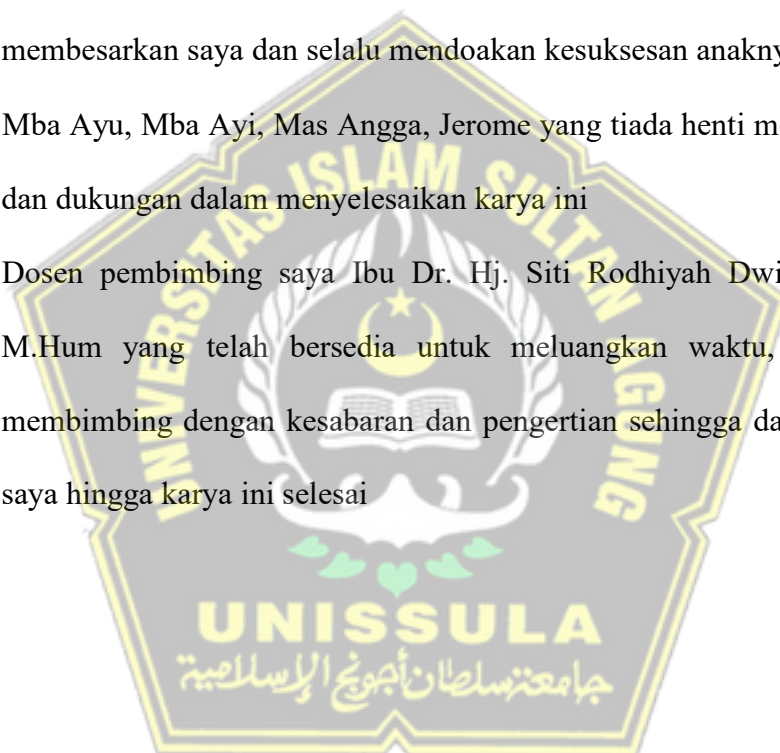 membesarkan saya dan selalu mendoakan kesuksesan anakny
Mba Ayu, Mba Ayi, Mas Angga, Jerome yang tiada henti m
dan dukungan dalam menyelesaikan karya ini
Dosen pembimbing saya Ibu Dr. Hj. Siti Rodhiyah Dwi
M.Hum yang telah bersedia untuk meluangkan waktu,
membimbing dengan kesabaran dan pengertian sehingga da
saya hingga karya ini selesai
UNIVERSITAS ISLAM SULTAN AGUNG
UNISSULA
جامعتنسلطان أجونج الإسلامية